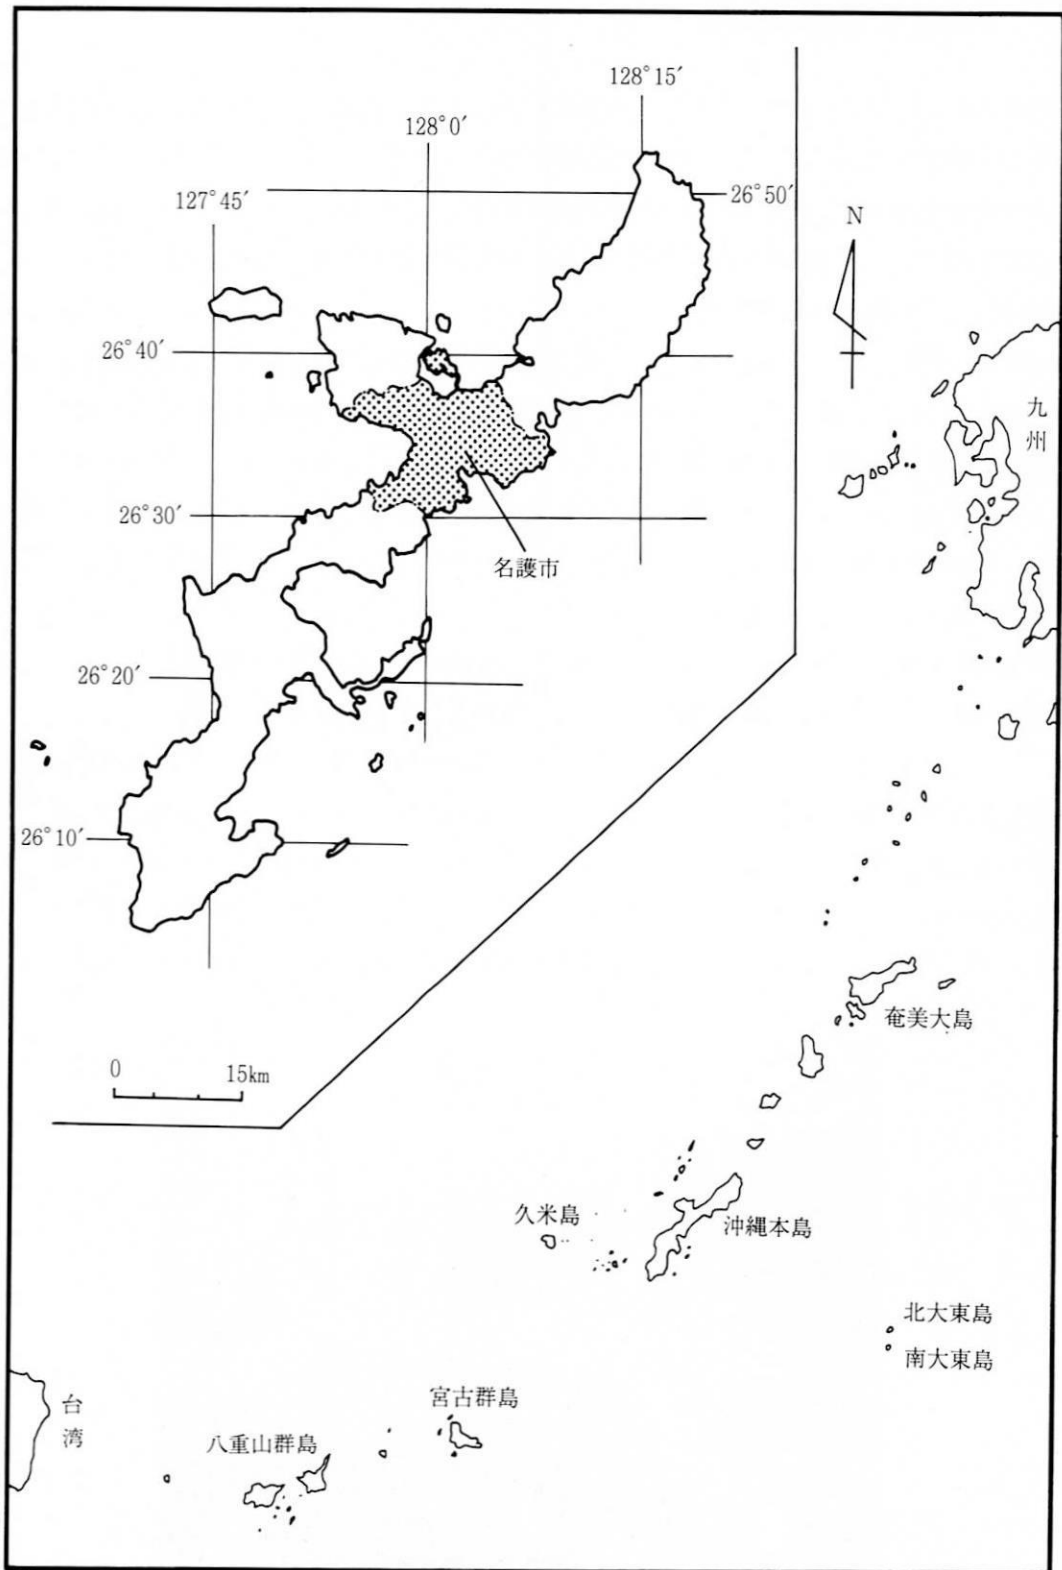 128°15′
128°0′
127°45′
26°50′
N
26°40′
九州
26°30′
名護市
26°20′
26°10′
奄美大島
0 15km
久米島
沖縄本島
北大東島
南大東島
宮古群島
台湾
八重山群島